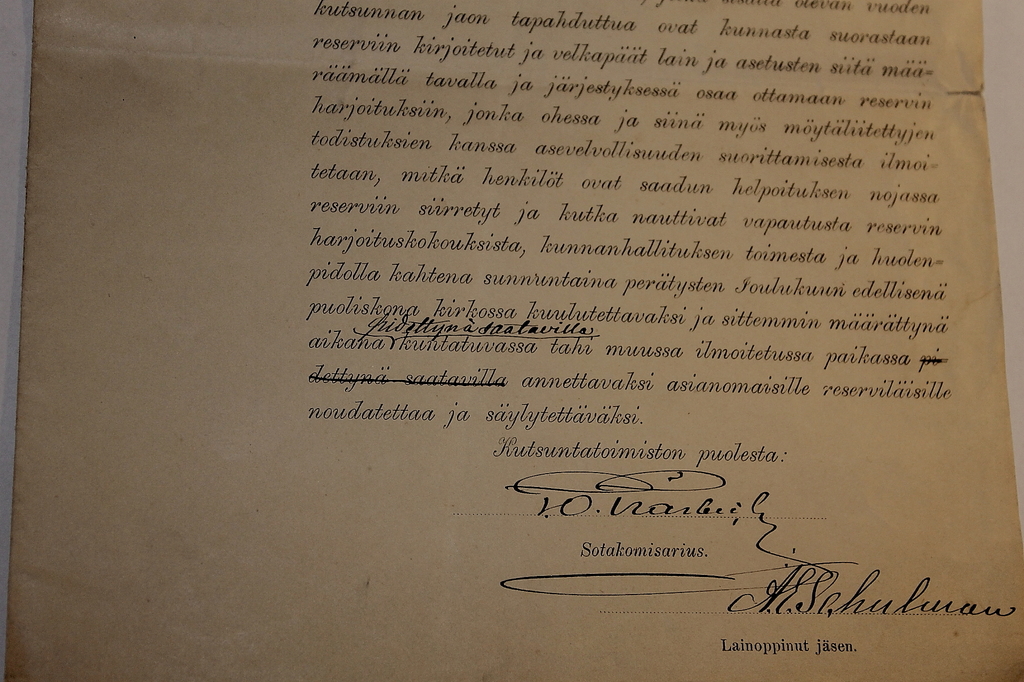 olevan vuoden
kutsunnan jaon tapahduttua ovat kunnasta suorastaan
reserviin kirjoitetut ja velkapäät lain ja asetusten siitä mää=
räämällä tavalla ja järjestyksessä osaa ottamaan reservin
harjoituksiin, jonka ohessa ja siinä myös möytäliitettyjen
todistuksien kanssa asevelvollisuuden suorittamisesta ilmoi=
tetaan, mitkä henkilöt ovat saadun helpoituksen nojassa
reserviin siirretyt ja kutka nauttivat vapautusta reservin
harjoituskokouksista, kunnanhallituksen toimesta ja huolen=
pidolla kahtena sunnuntaina perätysten Joulukuun edellisenä
puoliskona kirkossa kuulutettavaksi ja sittemmin määrättynä
pidettynä saatavilla
aikana kuntatuvassa tahi muussa ilmoitetussa paikassa pi=
dettynä saatavilla annettavaksi asianomaisille reserviläisille
noudatettaa ja säylytettäväksi.
Kutsuntatoimiston puolesta:
Sotakomisarius.
A.E. Schulman
Lainoppinut jäsen.